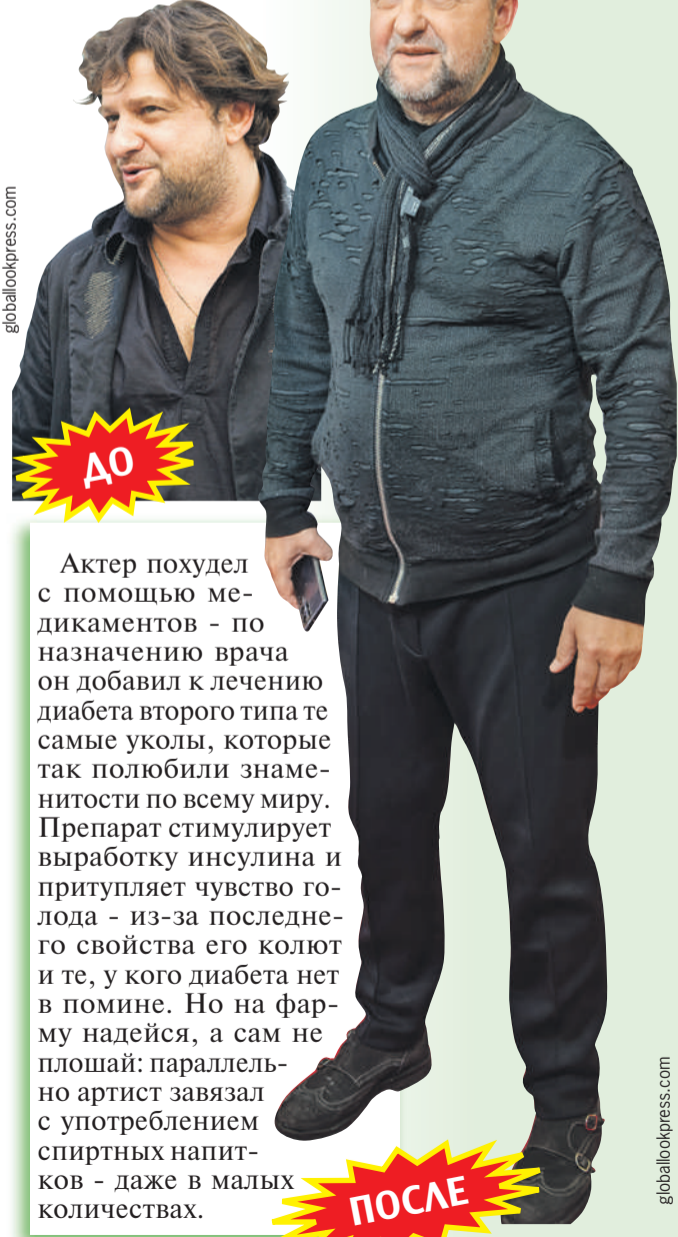 globallookpress.com
ДО
Актер похудел
с помощью ме-
дикаментов - по
назначению врача
он добавил к лечению
диабета второго типа те
самые уколы, которые
так полюбили знаме-
нитости по всему миру.
Препарат стимулирует
выработку инсулина и
притупляет чувство го-
лода - из-за последне-
го свойства его колют
и те, у кого диабета нет
в помине. Но на фар-
му надейся, а сам не
плошай: параллель-
но артист завязал
с употреблением
спиртных напит-
ков - даже в малых
количествах.
ПОСЛЕ
globallookpress.com